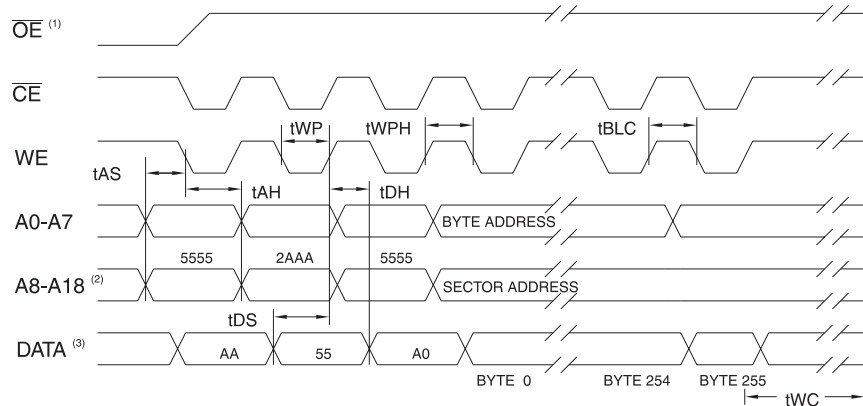 OE (1)
CE
tWP tWPH tBLC
WE
tAS
tAH tDH
A0-A7 BYTE ADDRESS
5555 2AAA 5555
A8-A18 (2) SECTOR ADDRESS
tDS
DATA (3) AA 55 A0
BYTE 0 BYTE 254 BYTE 255
tWC